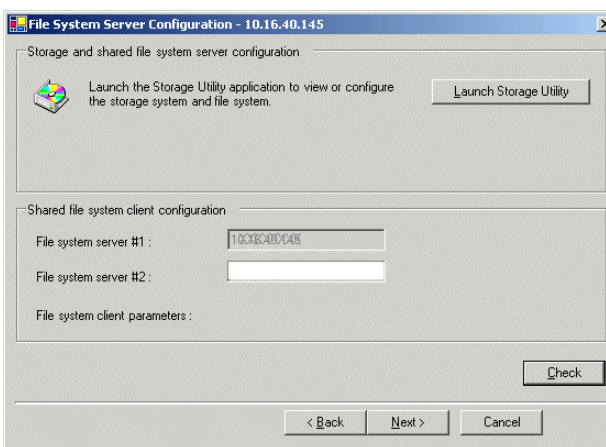 File System Server Configuration - 10.16.40.145
Storage and shared file system server configuration
Launch the Storage Utility application to view or configure
the storage system and file system.
Launch Storage Utility
Shared file system client configuration
File system server #1 :
File system server #2 :
File system client parameters :
Check
< Back
Next >
Cancel